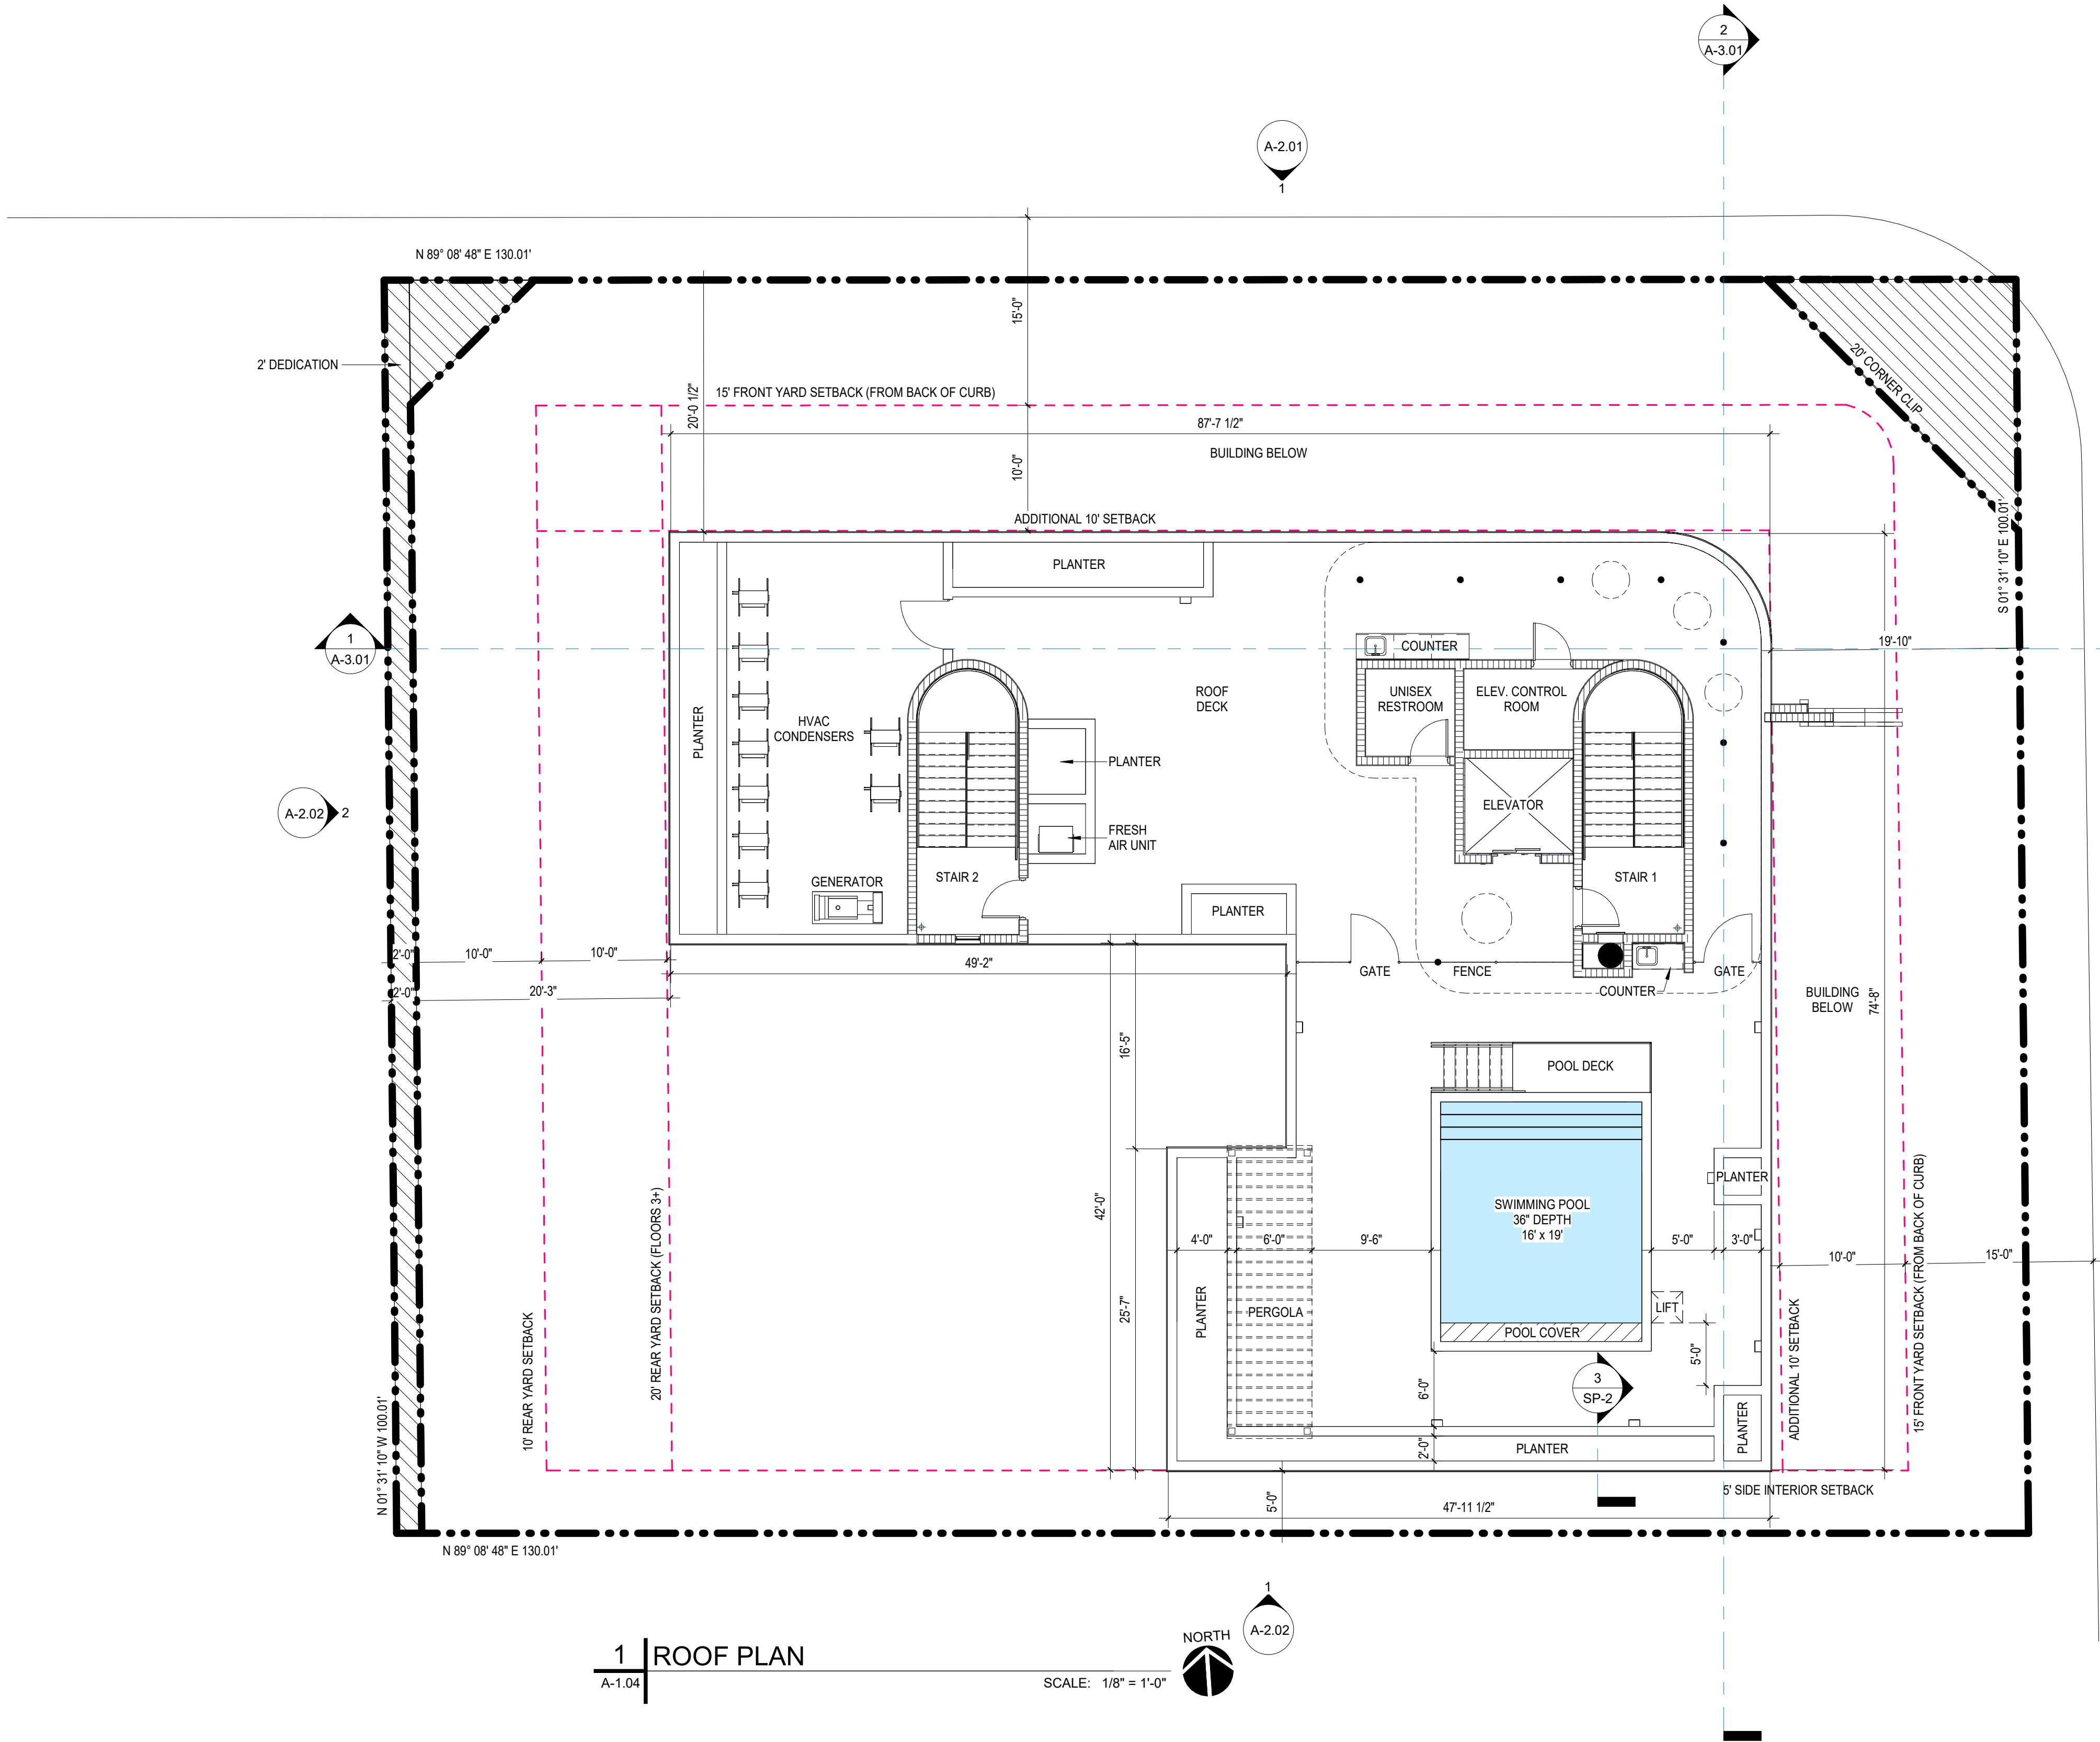 2
A-3.01
A-2.01
1
N 89° 08' 48" E 130.01'
15'-0"
2' DEDICATION
20' CORNER CLIP
20'-0 1/2"
15' FRONT YARD SETBACK (FROM BACK OF CURB)
87'-7 1/2"
BUILDING BELOW
10'-0"
ADDITIONAL 10' SETBACK
S 01° 31' 10" E 100.01'
PLANTER
1
A-3.01
COUNTER
19'-10"
ROOF
DECK
UNISEX
RESTROOM
ELEV. CONTROL
ROOM
PLANTER
HVAC
CONDENSERS
PLANTER
A-2.02
2
ELEVATOR
FRESH
AIR UNIT
GENERATOR
STAIR 2
STAIR 1
PLANTER
2'-0"
10'-0"
10'-0"
49'-2"
GATE
FENCE
GATE
2'-0"
20'-3"
COUNTER
BUILDING
BELOW
74'-8"
16'-5"
POOL DECK
PLANTER
42'-0"
SWIMMING POOL
36" DEPTH
16' x 19'
4'-0"
6'-0"
9'-6"
5'-0"
3'-0"
10'-0"
15'-0"
20' REAR YARD SETBACK (FLOORS 3+)
15' FRONT YARD SETBACK (FROM BACK OF CURB)
25'-7"
PLANTER
PERGOLA
LIFT
POOL COVER
10' REAR YARD SETBACK
5'-0"
ADDITIONAL 10' SETBACK
3
SP-2
6'-0"
N 01° 31' 10" W 100.01'
PLANTER
2'-0"
PLANTER
5' SIDE INTERIOR SETBACK
5'-0"
47'-11 1/2"
N 89° 08' 48" E 130.01'
1
A-2.02
NORTH
1
ROOF PLAN
A-1.04
SCALE: 1/8" = 1'-0"